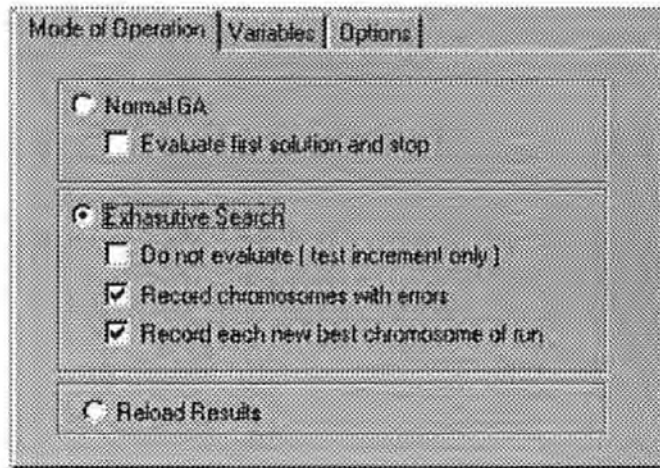 Mode of Operation Variables Options
Normal GA
Evaluate first solution and stop
Exhasutive Search
Do not evaluate ( test increment only )
Record chromosomes with errors
Record each new best chromosome of run
Reload Results